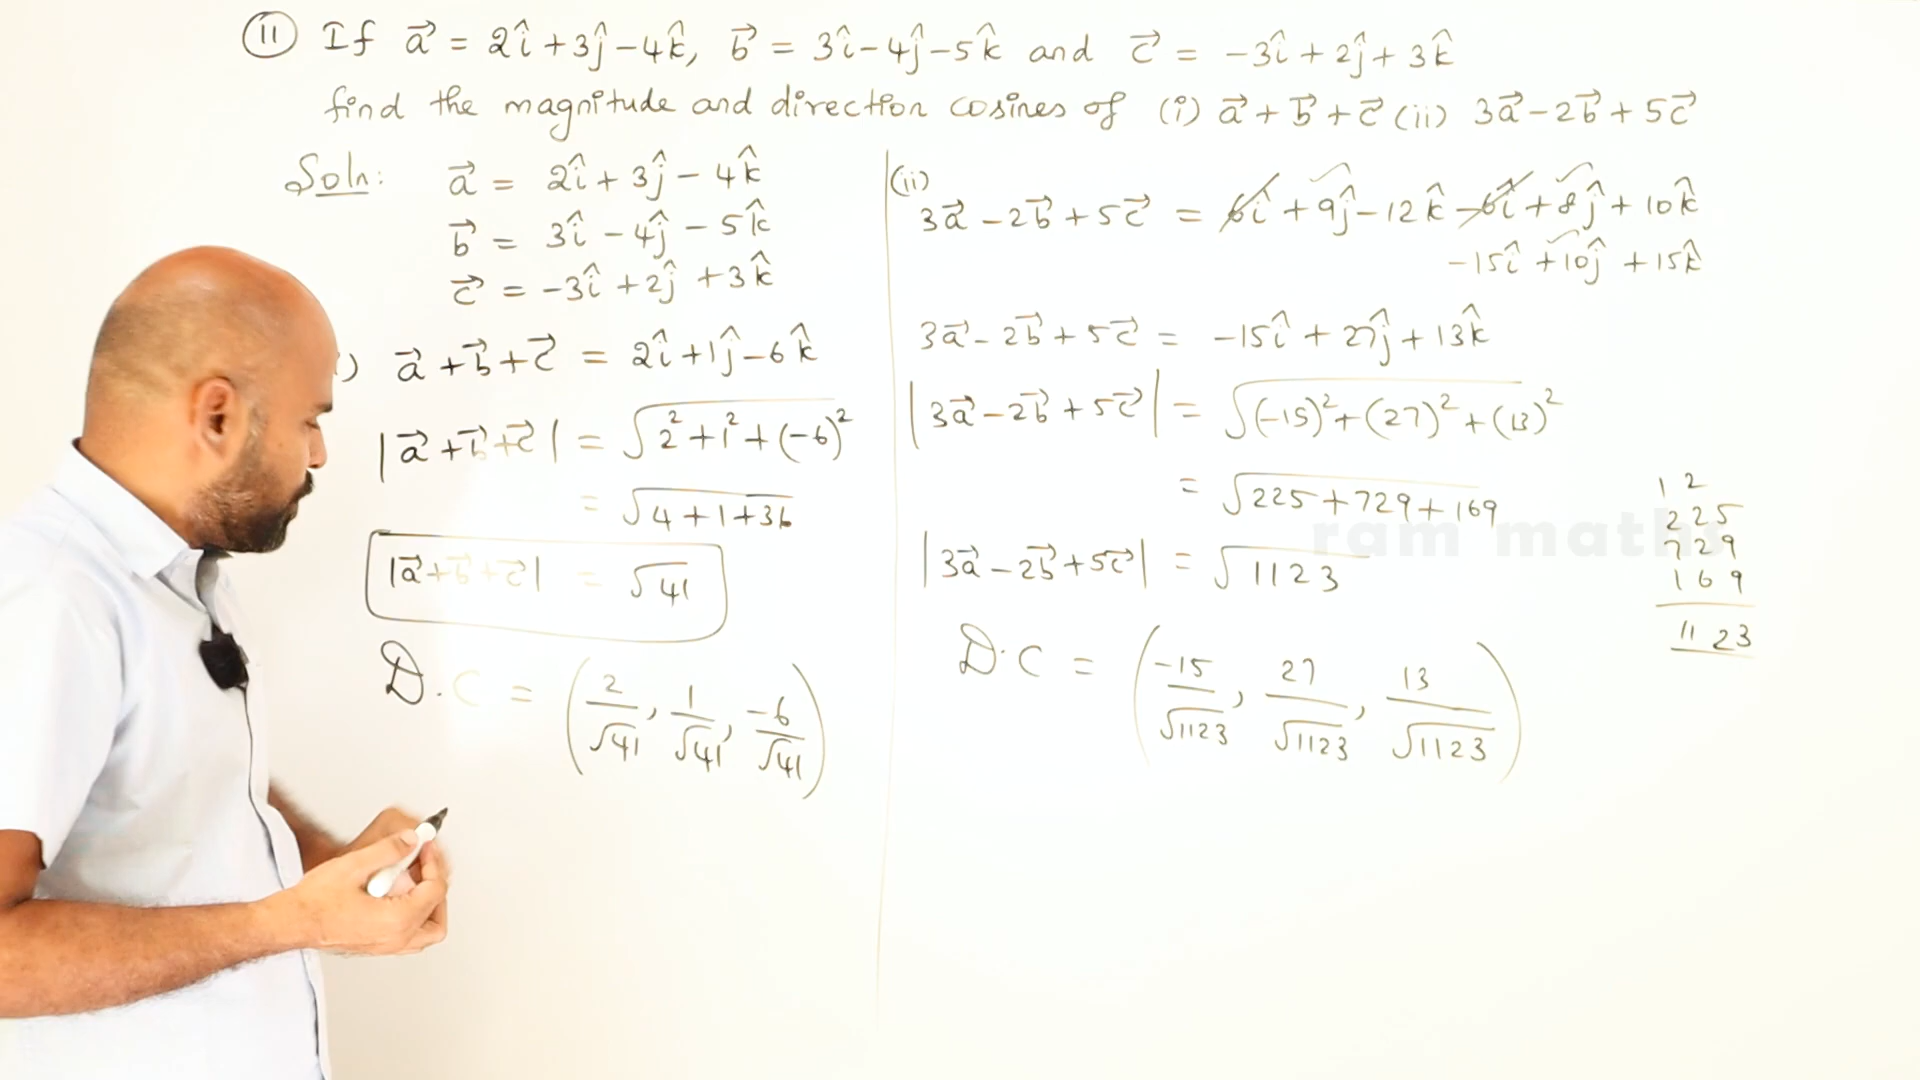 11 If a⃗ = 2î + 3ĵ − 4k̂, b⃗ = 3î − 4ĵ − 5k̂ and c⃗ = −3î + 2ĵ + 3k̂
find the magnitude and direction cosines of (i) a⃗ + b⃗ + c⃗ (ii) 3a⃗ − 2b⃗ + 5c⃗
Soln: a⃗ = 2î + 3ĵ − 4k̂
b⃗ = 3î − 4ĵ − 5k̂
c⃗ = −3î + 2ĵ + 3k̂
) a⃗ + b⃗ + c⃗ = 2î + 1ĵ − 6k̂
|a⃗ + b⃗ + c⃗| = √(2² + 1² + (−6)²)
= √(4 + 1 + 36)
|a⃗ + b⃗ + c⃗| = √41
D.C = (2/√41, 1/√41, −6/√41)
(ii)
3a⃗ − 2b⃗ + 5c⃗ = 6î + 9ĵ − 12k̂ − 6î + 8ĵ + 10k̂
−15î + 10ĵ + 15k̂
3a⃗ − 2b⃗ + 5c⃗ = −15î + 27ĵ + 13k̂
|3a⃗ − 2b⃗ + 5c⃗| = √((−15)² + (27)² + (13)²)
= √(225 + 729 + 169)
|3a⃗ − 2b⃗ + 5c⃗| = √1123
D.C = (−15/√1123, 27/√1123, 13/√1123)
1 2
225
729
169
1123
ram maths